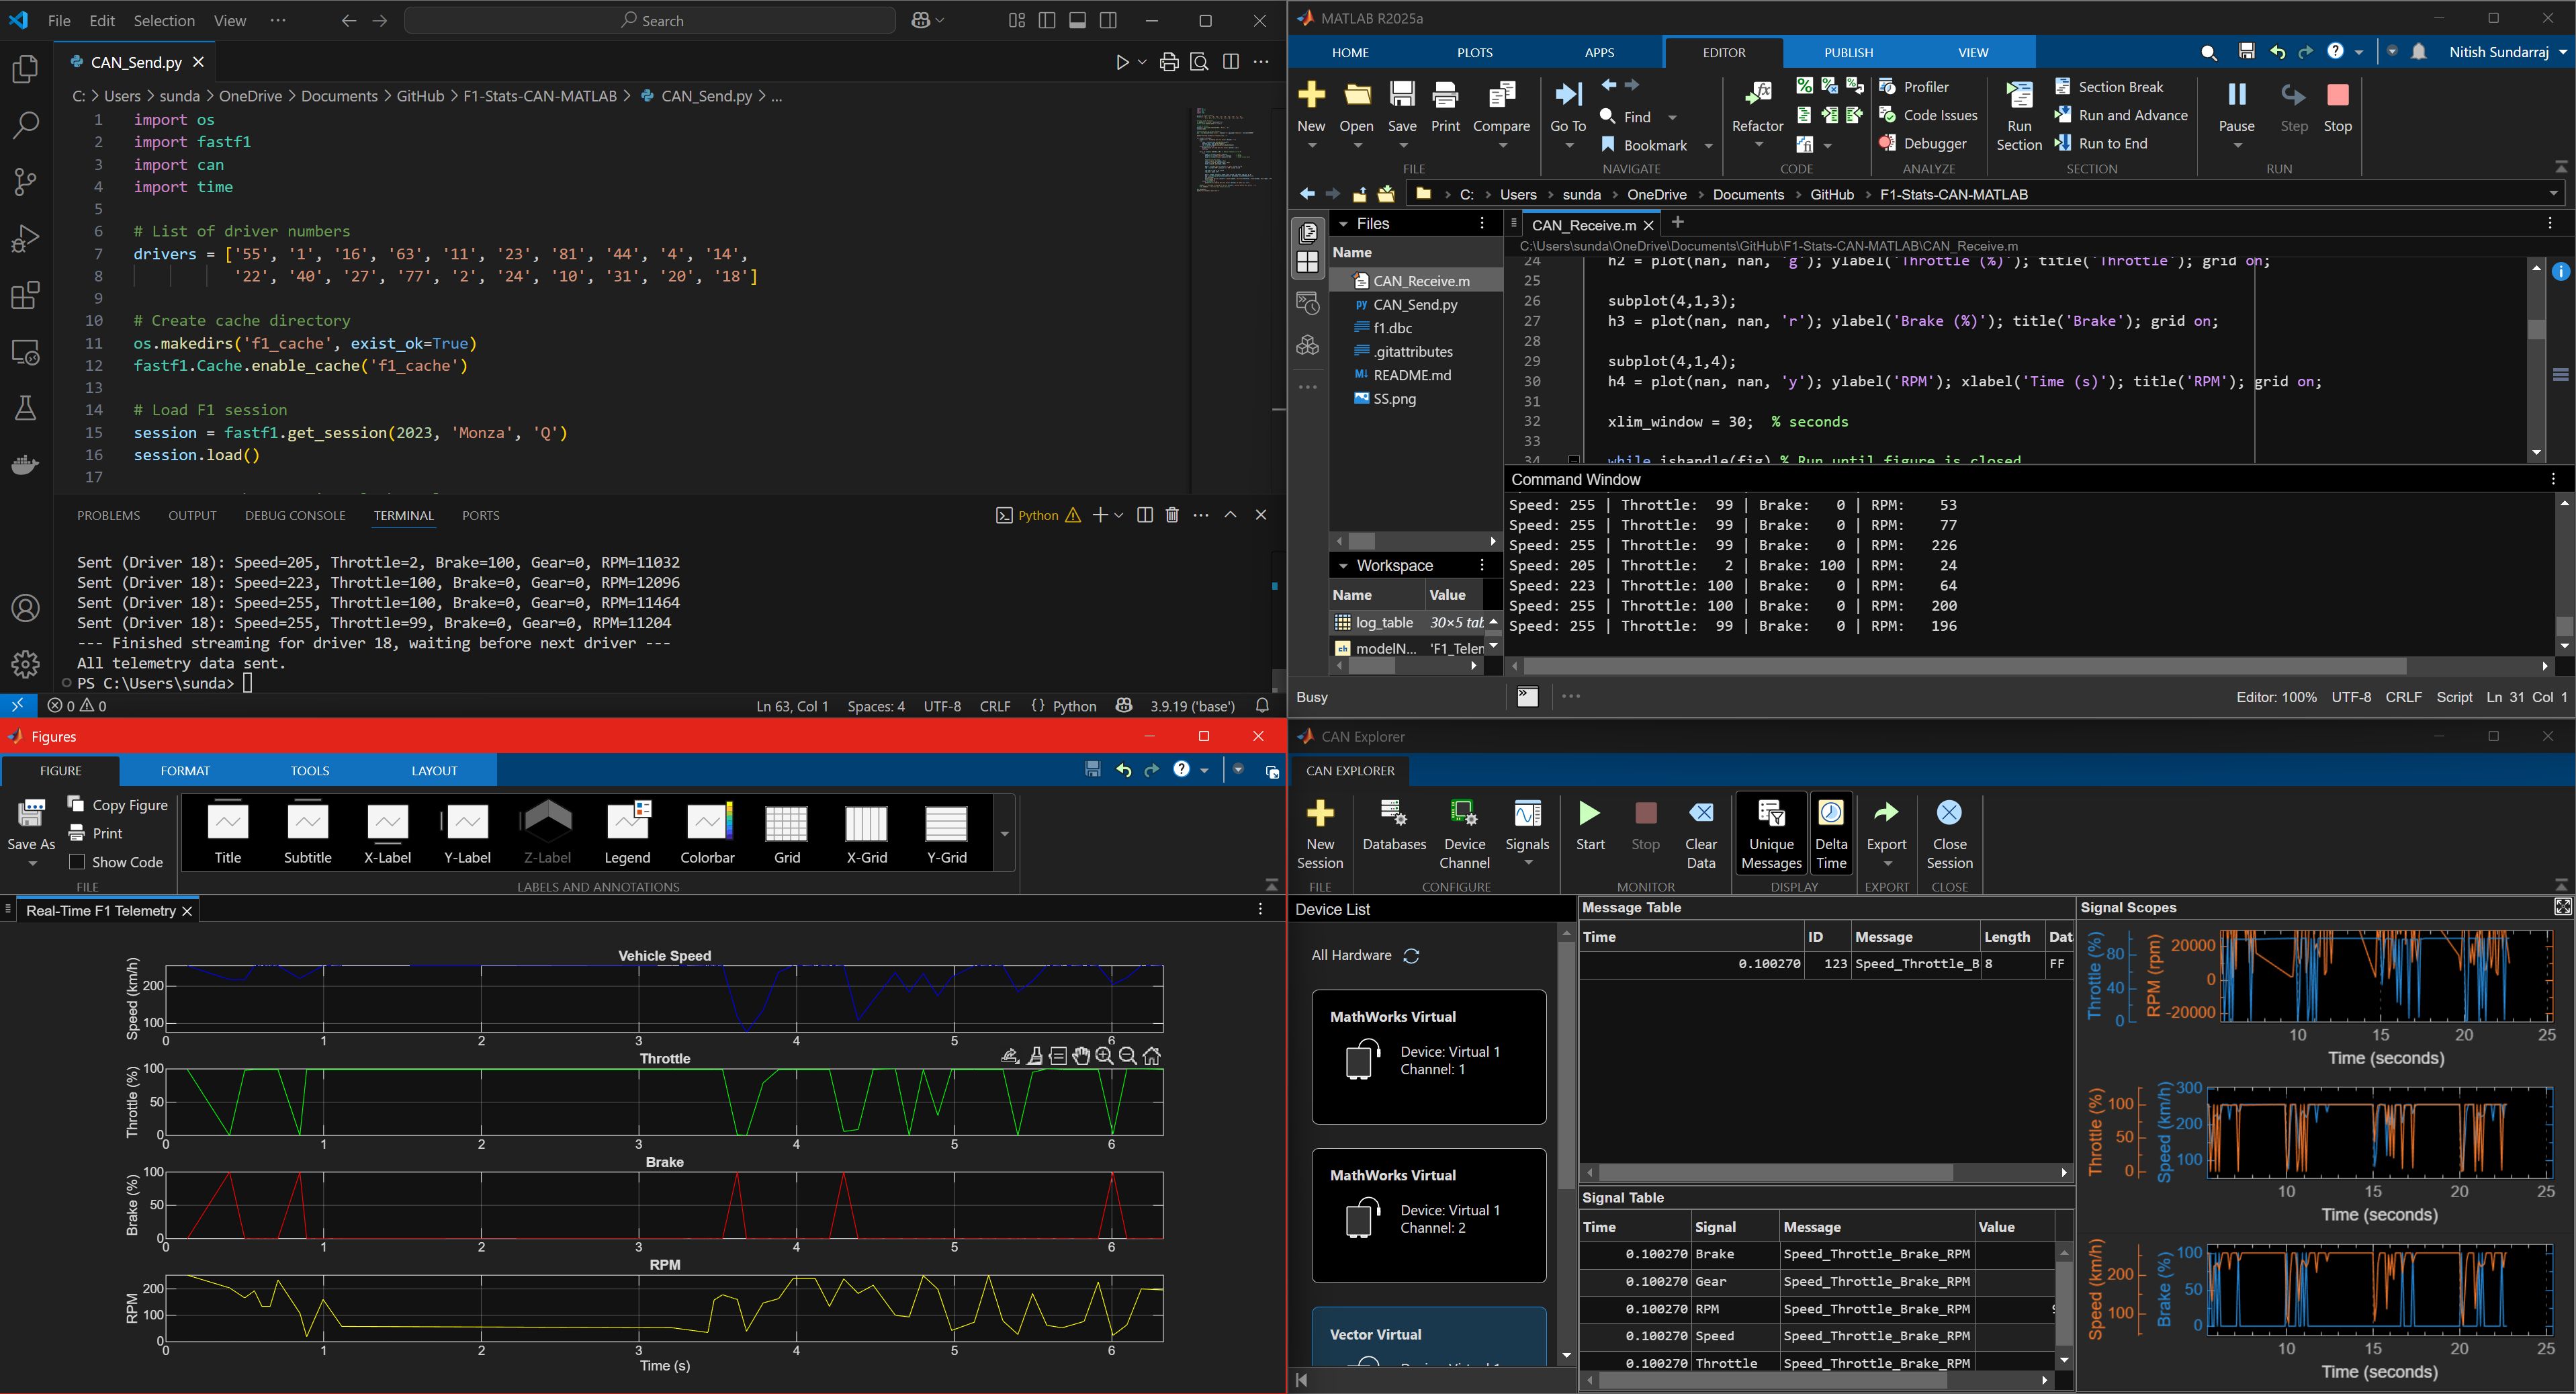 File Edit Selection View ··· Search
CAN_Send.py
C: > Users > sunda > OneDrive > Documents > GitHub > F1-Stats-CAN-MATLAB > CAN_Send.py > ...
1 import os
2 import fastf1
3 import can
4 import time
5
6 # List of driver numbers
7 drivers = ['55', '1', '16', '63', '11', '23', '81', '44', '4', '14',
8 '22', '40', '27', '77', '2', '24', '10', '31', '20', '18']
9
10 # Create cache directory
11 os.makedirs('f1_cache', exist_ok=True)
12 fastf1.Cache.enable_cache('f1_cache')
13
14 # Load F1 session
15 session = fastf1.get_session(2023, 'Monza', 'Q')
16 session.load()
17
PROBLEMS OUTPUT DEBUG CONSOLE TERMINAL PORTS Python
Sent (Driver 18): Speed=205, Throttle=2, Brake=100, Gear=0, RPM=11032
Sent (Driver 18): Speed=223, Throttle=100, Brake=0, Gear=0, RPM=12096
Sent (Driver 18): Speed=255, Throttle=100, Brake=0, Gear=0, RPM=11464
Sent (Driver 18): Speed=255, Throttle=99, Brake=0, Gear=0, RPM=11204
--- Finished streaming for driver 18, waiting before next driver ---
All telemetry data sent.
PS C:\Users\sunda>
0 0 Ln 63, Col 1 Spaces: 4 UTF-8 CRLF {} Python 3.9.19 ('base')
MATLAB R2025a
HOME PLOTS APPS EDITOR PUBLISH VIEW Nitish Sundarraj
New Open Save Print Compare Go To Find Bookmark Refactor Profiler Code Issues Debugger Run Section Section Break Run and Advance Run to End Pause Step Stop
FILE NAVIGATE CODE ANALYZE SECTION RUN
C: > Users > sunda > OneDrive > Documents > GitHub > F1-Stats-CAN-MATLAB
Files
Name
CAN_Receive.m
CAN_Send.py
f1.dbc
.gitattributes
README.md
SS.png
Workspace
Name Value
log_table 30×5 tab
modelN... 'F1_Teler
CAN_Receive.m
C:\Users\sunda\OneDrive\Documents\GitHub\F1-Stats-CAN-MATLAB\CAN_Receive.m
24 h2 = plot(nan, nan, 'g'); ylabel('Throttle (%)'); title('Throttle'); grid on;
25
26 subplot(4,1,3);
27 h3 = plot(nan, nan, 'r'); ylabel('Brake (%)'); title('Brake'); grid on;
28
29 subplot(4,1,4);
30 h4 = plot(nan, nan, 'y'); ylabel('RPM'); xlabel('Time (s)'); title('RPM'); grid on;
31
32 xlim_window = 30; % seconds
33
34 while ishandle(fig) % Run until figure is closed
Command Window
Speed: 255 | Throttle: 99 | Brake: 0 | RPM: 53
Speed: 255 | Throttle: 99 | Brake: 0 | RPM: 77
Speed: 255 | Throttle: 99 | Brake: 0 | RPM: 226
Speed: 205 | Throttle: 2 | Brake: 100 | RPM: 24
Speed: 223 | Throttle: 100 | Brake: 0 | RPM: 64
Speed: 255 | Throttle: 100 | Brake: 0 | RPM: 200
Speed: 255 | Throttle: 99 | Brake: 0 | RPM: 196
Busy Editor: 100% UTF-8 CRLF Script Ln 31 Col 1
Figures
FIGURE FORMAT TOOLS LAYOUT
Save As Copy Figure Print Show Code
Title Subtitle X-Label Y-Label Z-Label Legend Colorbar Grid X-Grid Y-Grid
FILE LABELS AND ANNOTATIONS
Real-Time F1 Telemetry
Vehicle Speed
Speed (km/h)
200
100
0 1 2 3 4 5 6
Throttle
Throttle (%)
100
50
0
0 1 2 3 4 5 6
Brake
Brake (%)
100
50
0
0 1 2 3 4 5 6
RPM
RPM
200
100
0
0 1 2 3 4 5 6
Time (s)
CAN Explorer
CAN EXPLORER
New Session Databases Device Channel Signals Start Stop Clear Data Unique Messages Delta Time Export Close Session
FILE CONFIGURE MONITOR DISPLAY EXPORT CLOSE
Device List
All Hardware
MathWorks Virtual
Device: Virtual 1
Channel: 1
MathWorks Virtual
Device: Virtual 1
Channel: 2
Vector Virtual
Message Table
Time ID Message Length Dat
0.100270 123 Speed_Throttle_B 8 FF
Signal Table
Time Signal Message Value
0.100270 Brake Speed_Throttle_Brake_RPM
0.100270 Gear Speed_Throttle_Brake_RPM
0.100270 RPM Speed_Throttle_Brake_RPM
0.100270 Speed Speed_Throttle_Brake_RPM
0.100270 Throttle Speed_Throttle_Brake_RPM
Signal Scopes
Throttle (%)
80
40
0
RPM (rpm)
20000
0
-20000
10 15 20 25
Time (seconds)
Throttle (%)
100
50
0
Speed (km/h)
300
200
100
10 15 20 25
Time (seconds)
Speed (km/h)
200
100
Brake (%)
100
50
0
10 15 20 25
Time (seconds)